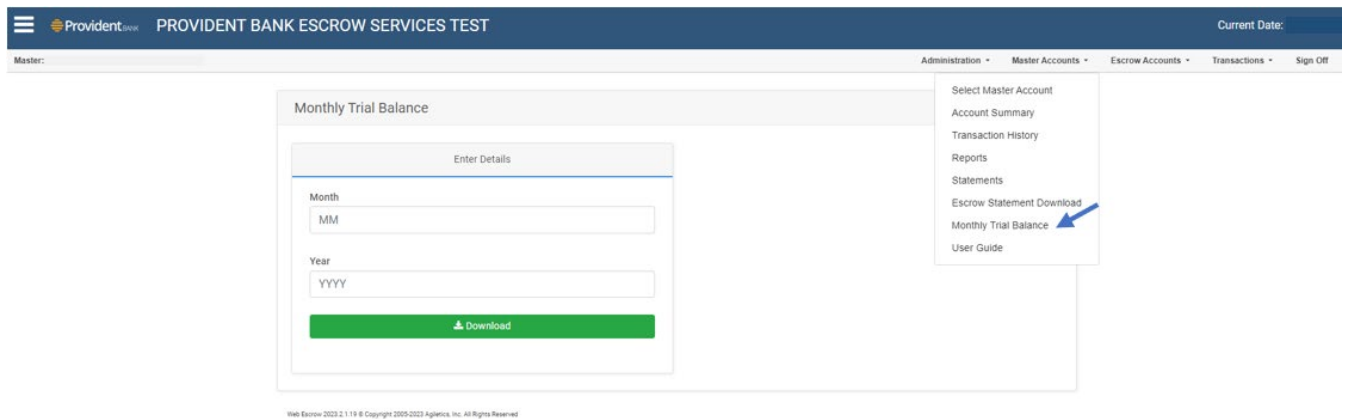 Provident BANK PROVIDENT BANK ESCROW SERVICES TEST Current Date:
Master: Administration Master Accounts Escrow Accounts Transactions Sign Off
Select Master Account
Account Summary
Transaction History
Reports
Statements
Escrow Statement Download
Monthly Trial Balance
User Guide
Monthly Trial Balance
Enter Details
Month
MM
Year
YYYY
Download
Web Escrow 2023.2.1.19 © Copyright 2005-2023 Agiletics, Inc. All Rights Reserved